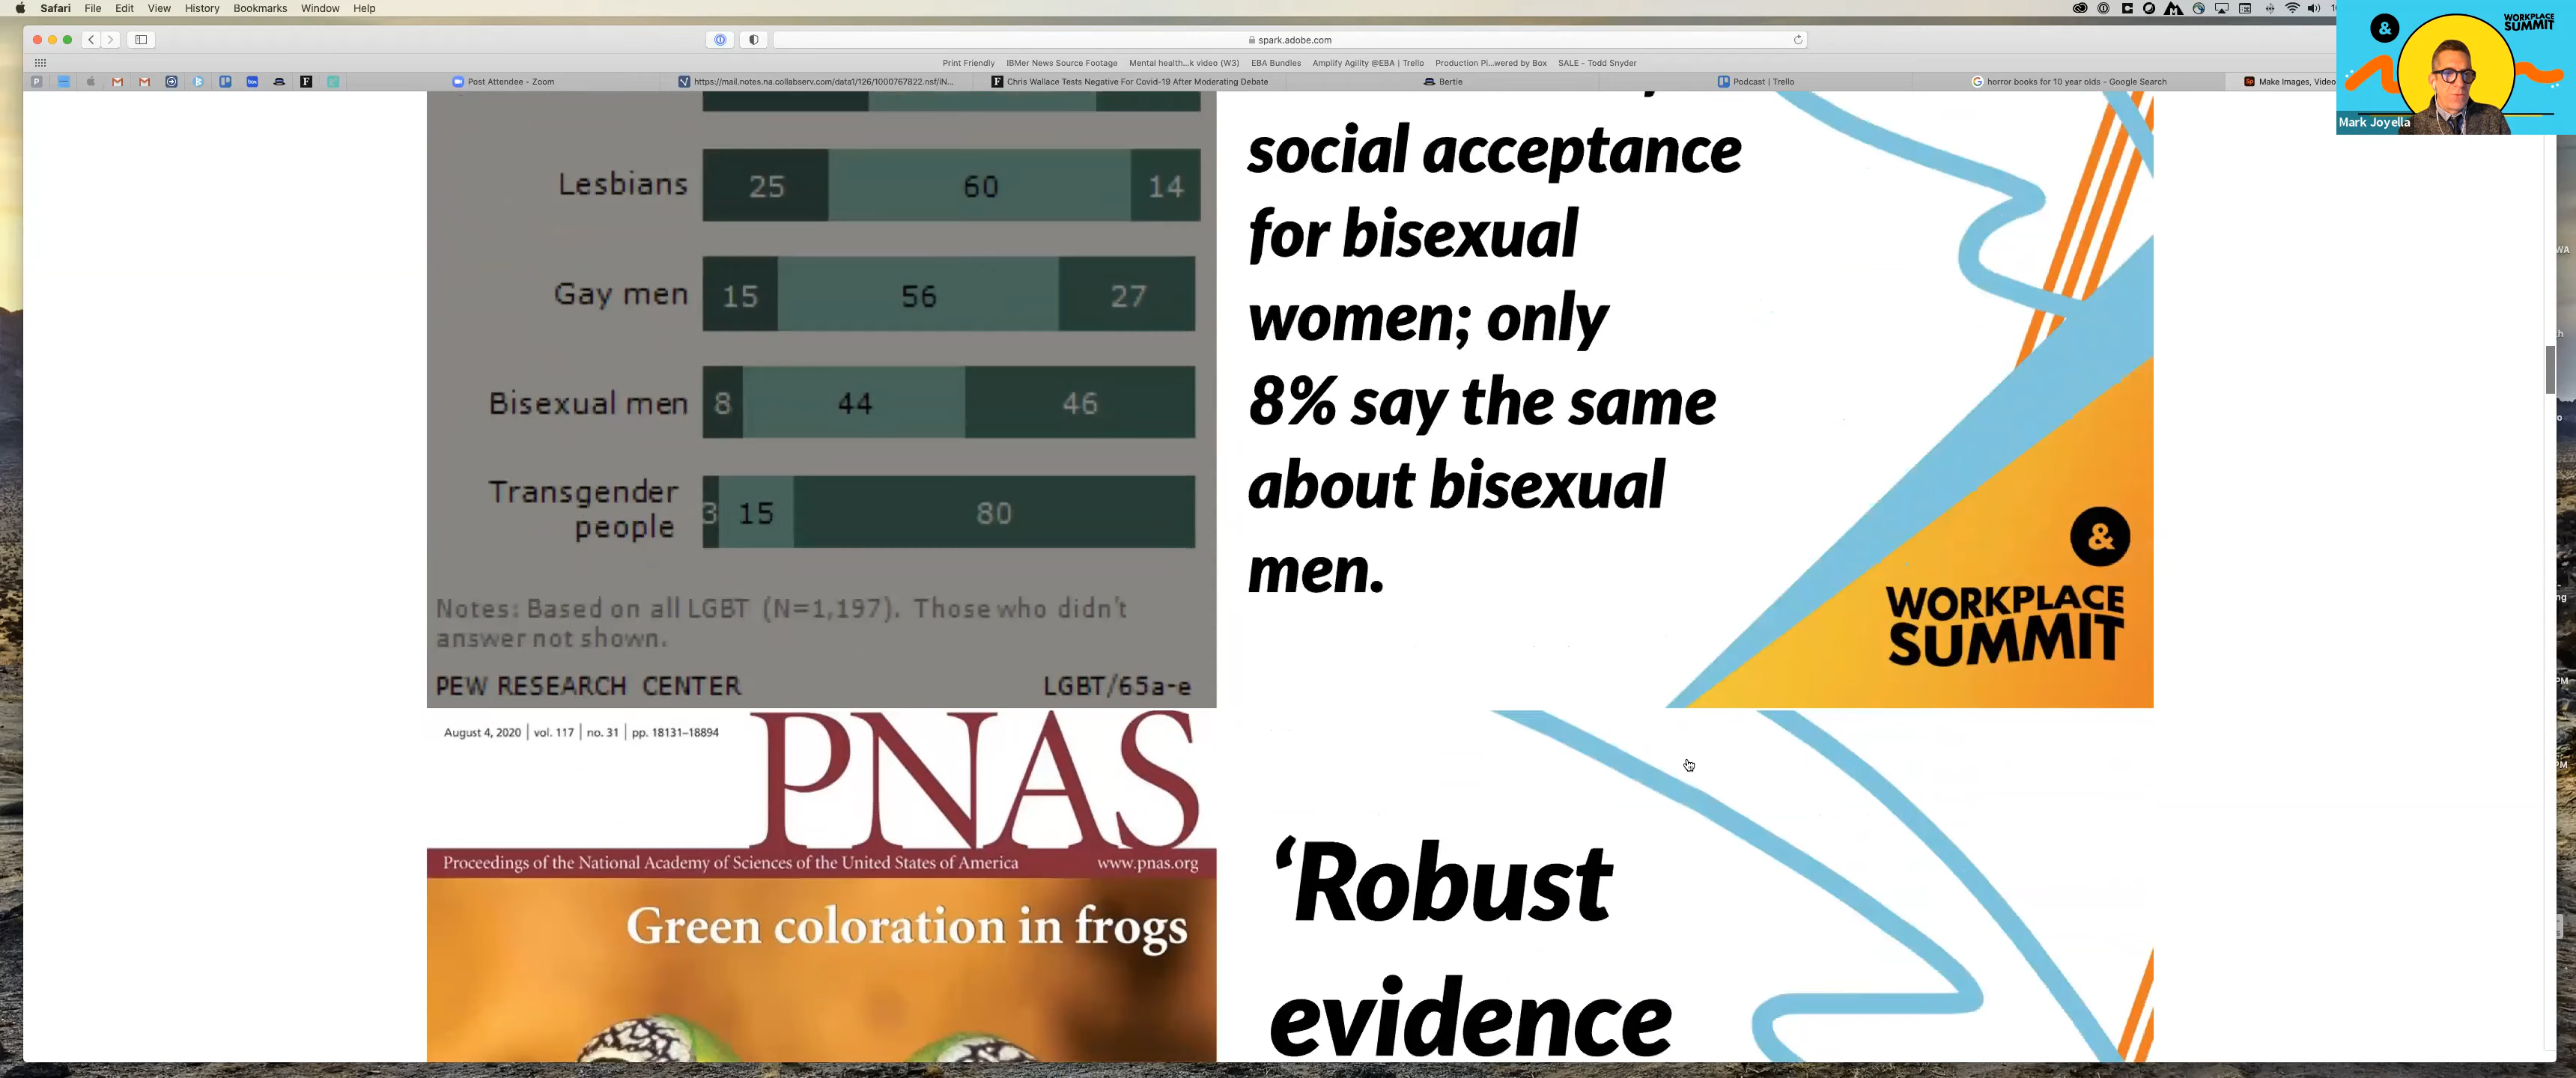 Safari File Edit View History Bookmarks Window Help
WORKPLACE
SUMMIT
&
Mark Joyella
spark.adobe.com
Print Friendly IBMer News Source Footage Mental health...k video (W3) EBA Bundles Amplify Agility @EBA | Trello Production Pi...wered by Box SALE - Todd Snyder
Post Attendee - Zoom https://mail.notes.na.collabserv.com/data1/126/1000767822.nsf/iN... Chris Wallace Tests Negative For Covid-19 After Moderating Debate Bertie Podcast | Trello horror books for 10 year olds - Google Search Make Images, Video
Lesbians 25 60 14
Gay men 15 56 27
Bisexual men 8 44 46
Transgender
people 3 15 80
Notes: Based on all LGBT (N=1,197). Those who didn't
answer not shown.
PEW RESEARCH CENTER LGBT/65a-e
social acceptance
for bisexual
women; only
8% say the same
about bisexual
men.
&
WORKPLACE
SUMMIT
August 4, 2020 | vol. 117 | no. 31 | pp. 18131–18894
PNAS
Proceedings of the National Academy of Sciences of the United States of America www.pnas.org
Green coloration in frogs
‘Robust
evidence